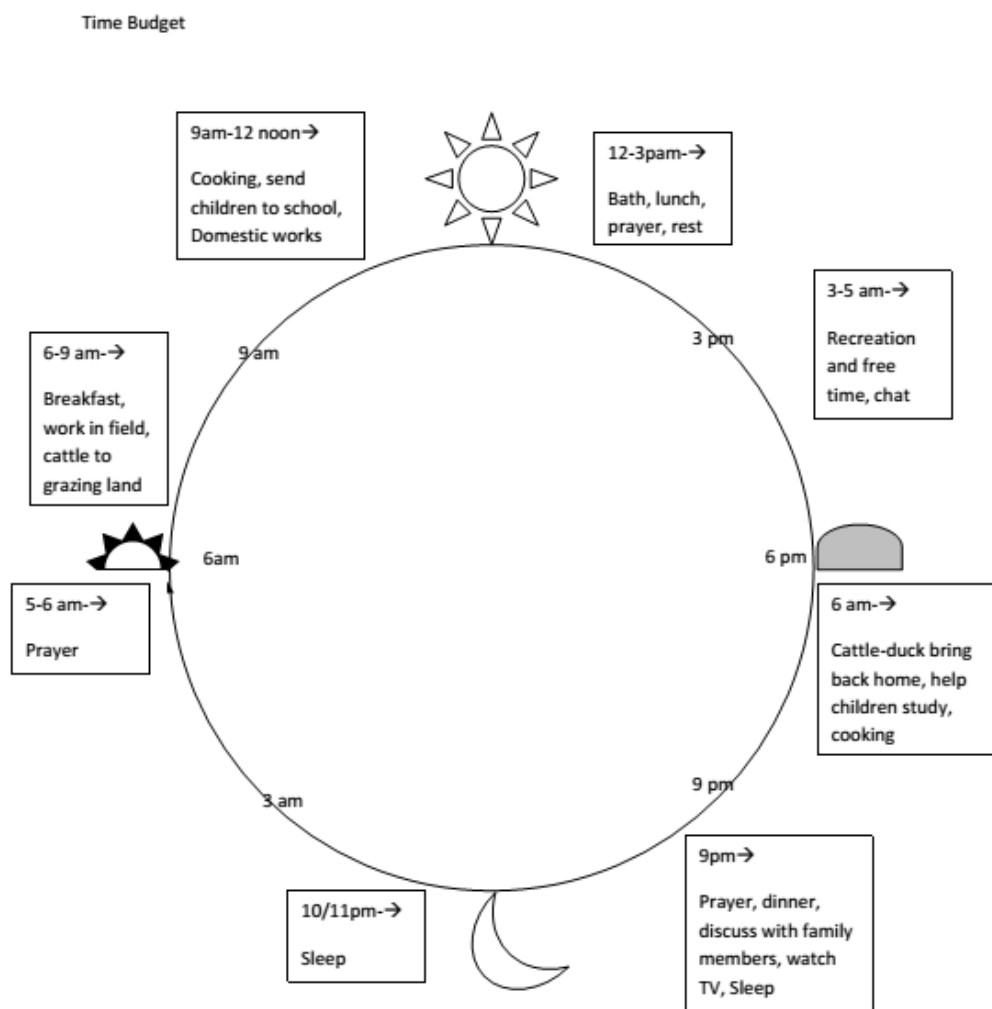 Time Budget
9am-12 noon→
Cooking, send
children to school,
Domestic works
12-3pam-→
Bath, lunch,
prayer, rest
3-5 am-→
Recreation
and free
time, chat
9 am
3 pm
6-9 am-→
Breakfast,
work in field,
cattle to
grazing land
6am
6 pm
5-6 am-→
Prayer
6 am-→
Cattle-duck bring
back home, help
children study,
cooking
3 am
9 pm
10/11pm-→
Sleep
9pm→
Prayer, dinner,
discuss with family
members, watch
TV, Sleep